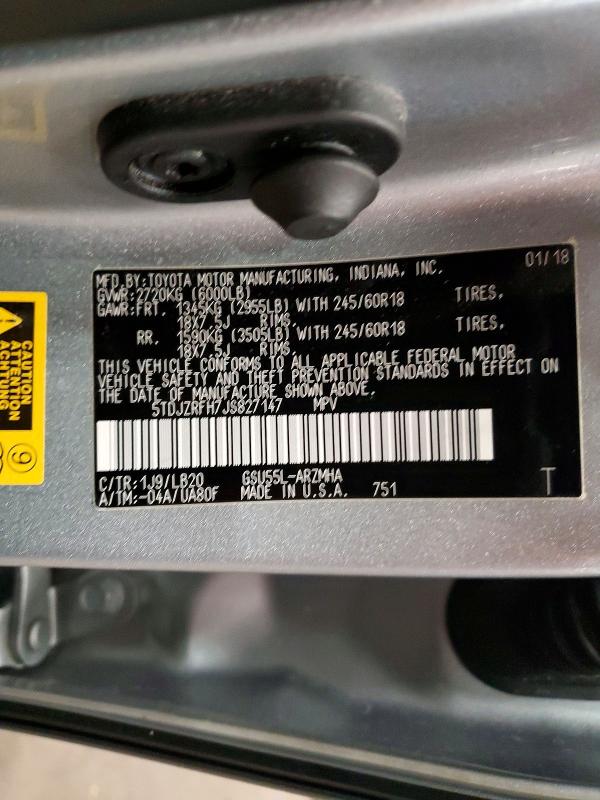 MFD.BY:TOYOTA MOTOR MANUFACTURING, INDIANA, INC. 01/18
GVWR:2720KG (6000LB)
GAWR:FRT. 1345KG (2955LB) WITH 245/60R18 TIRES,
18X7.5J RIMS,
RR. 1590KG (3505LB) WITH 245/60R18 TIRES,
18X7.5J RIMS.
THIS VEHICLE CONFORMS TO ALL APPLICABLE FEDERAL MOTOR
VEHICLE SAFETY AND THEFT PREVENTION STANDARDS IN EFFECT ON
THE DATE OF MANUFACTURE SHOWN ABOVE.
5TDJZRFH7JS827147 MPV
C/TR:1J9/LB20 GSU55L-ARZMHA
A/TM:-04A/UA80F MADE IN U.S.A. 751 T
CAUTION
ATTENTION
ACHTUNG
9